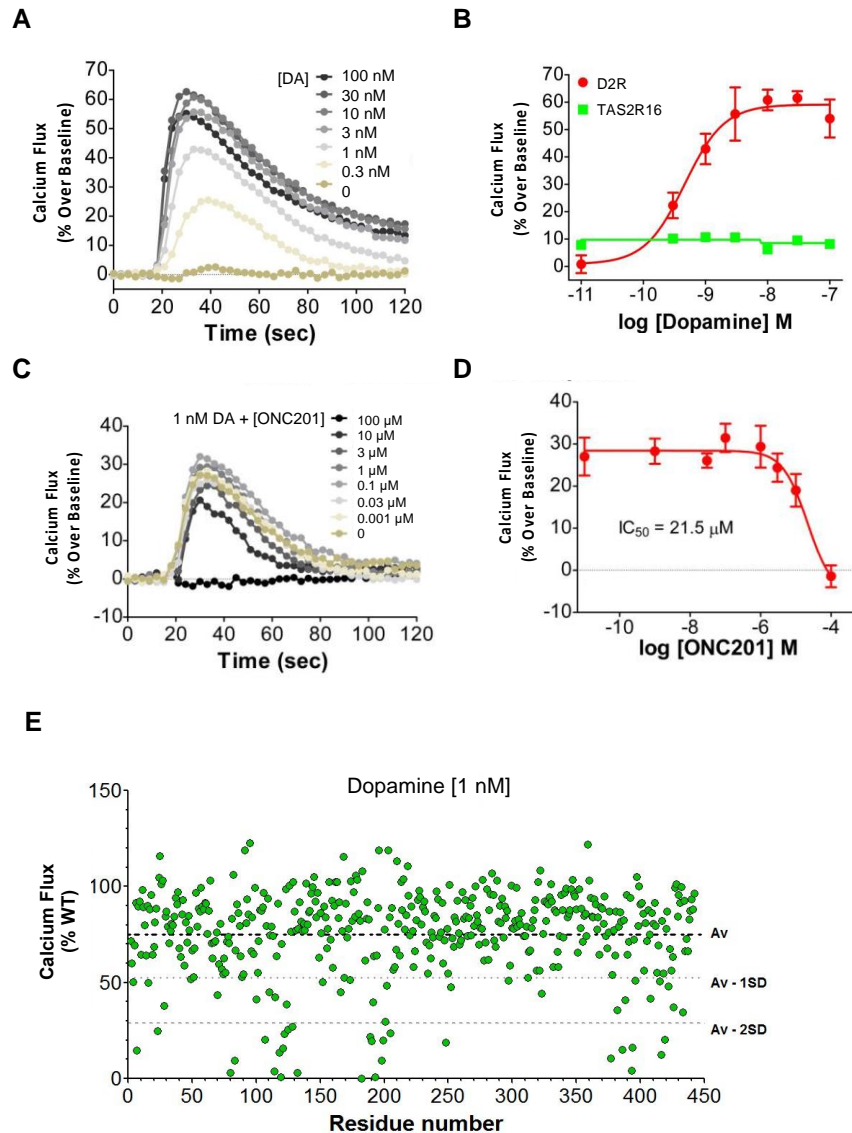 A
Calcium Flux
(% Over Baseline)
70
60
50
40
30
20
10
0
0 20 40 60 80 100 120
Time (sec)
[DA]
100 nM
30 nM
10 nM
3 nM
1 nM
0.3 nM
0
B
Calcium Flux
(% Over Baseline)
70
60
50
40
30
20
10
0
-11 -10 -9 -8 -7
log [Dopamine] M
D2R
TAS2R16
C
Calcium Flux
(% Over Baseline)
40
30
20
10
0
-10
0 20 40 60 80 100 120
Time (sec)
1 nM DA + [ONC201]
100 µM
10 µM
3 µM
1 µM
0.1 µM
0.03 µM
0.001 µM
0
D
Calcium Flux
(% Over Baseline)
40
30
20
10
0
-10
-10 -8 -6 -4
log [ONC201] M
IC50 = 21.5 µM
E
Dopamine [1 nM]
Calcium Flux
(% WT)
150
100
50
0
0 50 100 150 200 250 300 350 400 450
Residue number
Av
Av - 1SD
Av - 2SD